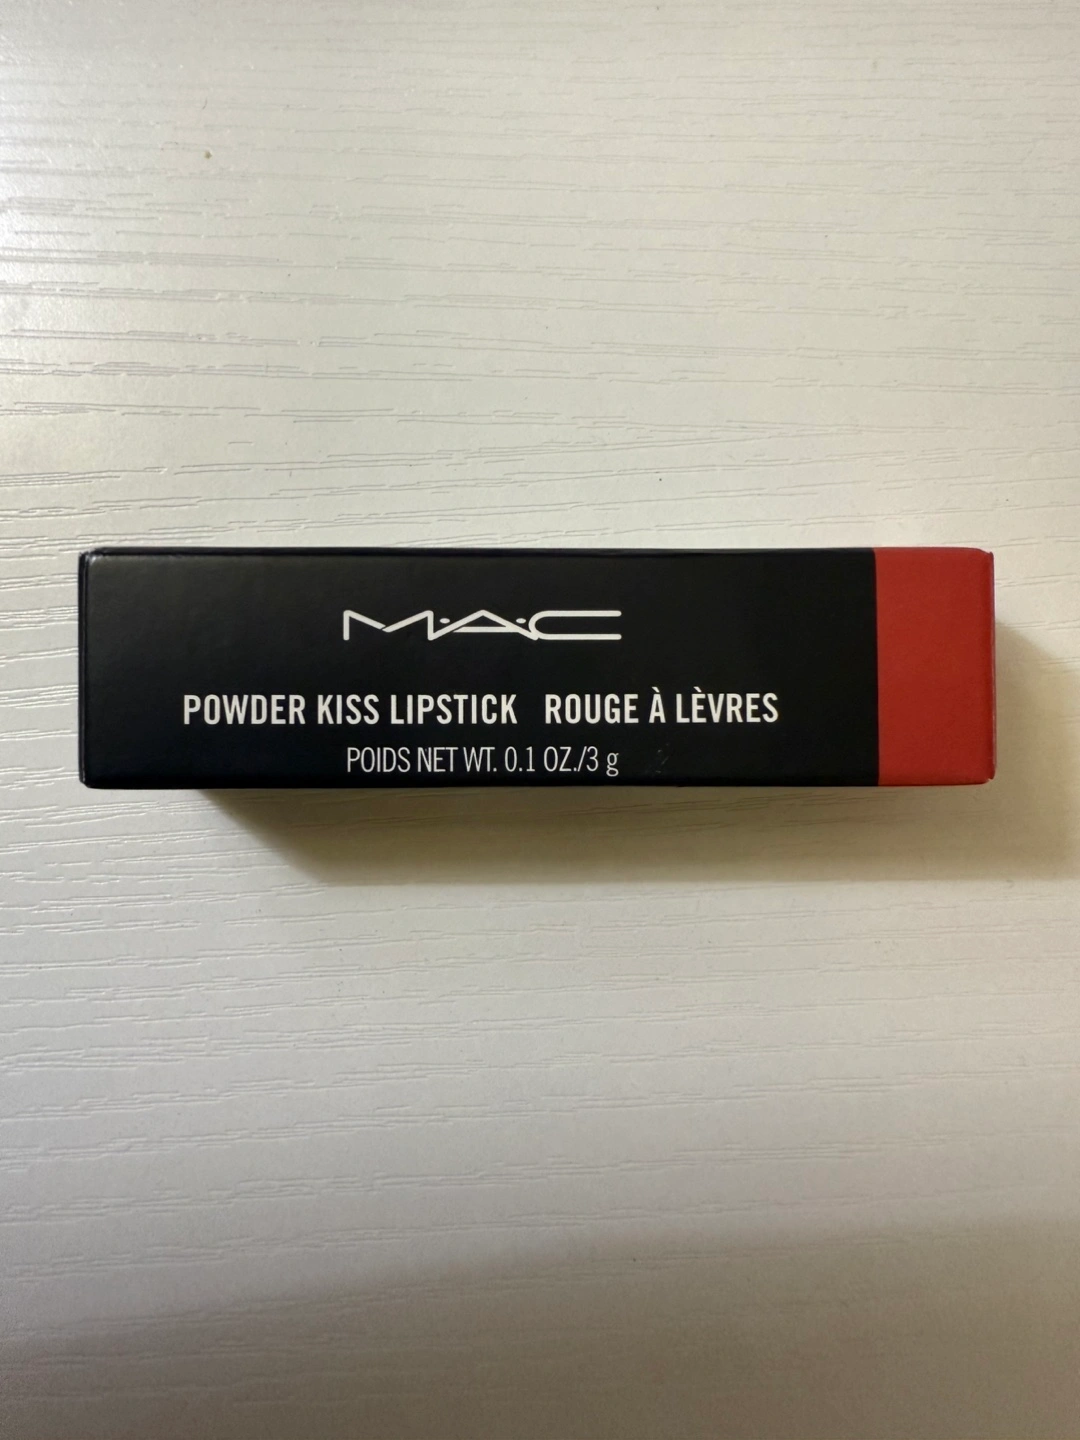 M·A·C
POWDER KISS LIPSTICK ROUGE À LÈVRES
POIDS NET WT. 0.1 OZ./3 g